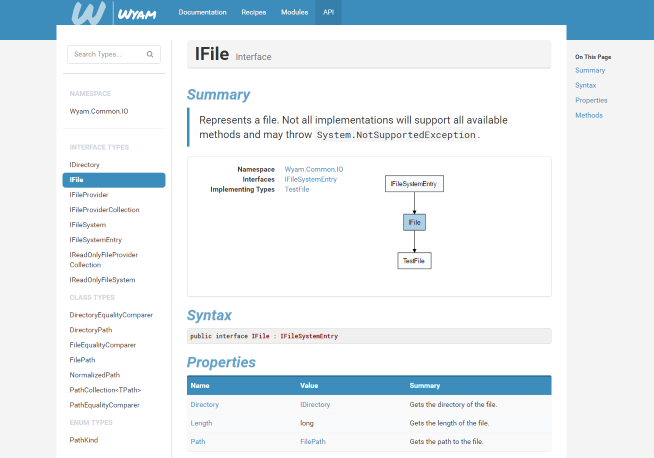 W WYAM
Documentation Recipes Modules API
Search Types...
NAMESPACE
Wyam.Common.IO
INTERFACE TYPES
IDirectory
IFile
IFileProvider
IFileProviderCollection
IFileSystem
IFileSystemEntry
IReadOnlyFileProvider
Collection
IReadOnlyFileSystem
CLASS TYPES
DirectoryEqualityComparer
DirectoryPath
FileEqualityComparer
FilePath
NormalizedPath
PathCollection<TPath>
PathEqualityComparer
ENUM TYPES
PathKind
IFile Interface
Summary
Represents a file. Not all implementations will support all available
methods and may throw System.NotSupportedException.
Namespace Wyam.Common.IO
Interfaces IFileSystemEntry
Implementing Types TestFile
IFileSystemEntry
IFile
TestFile
Syntax
public interface IFile : IFileSystemEntry
Properties
Name Value Summary
Directory IDirectory Gets the directory of the file.
Length long Gets the length of the file.
Path FilePath Gets the path to the file.
On This Page
Summary
Syntax
Properties
Methods